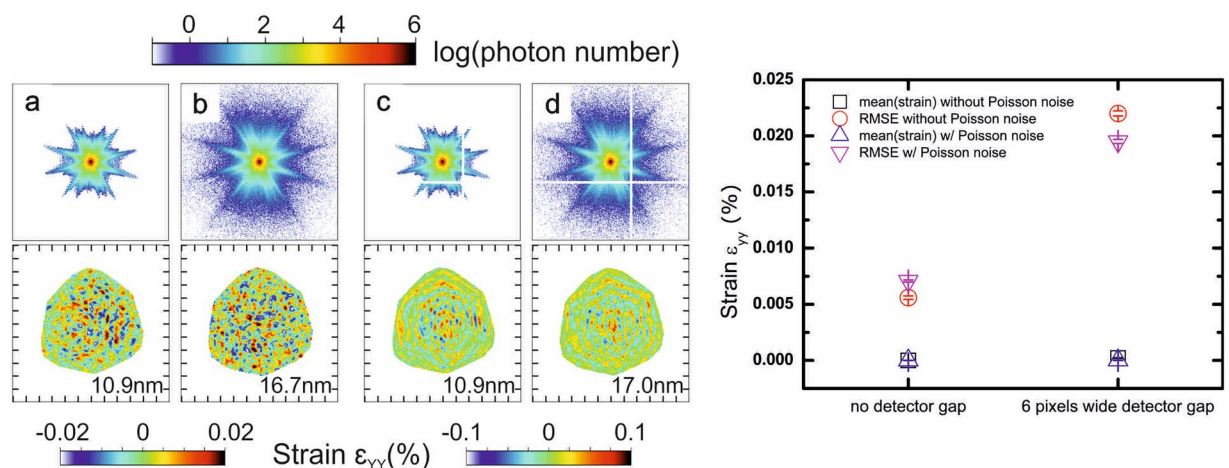 0 2 4 6
log(photon number)
a b c d
10.9nm 16.7nm 10.9nm 17.0nm
-0.02 0 0.02 Strain εYY(%) -0.1 0 0.1
0.025
0.020
0.015
0.010
0.005
0.000
Strain εyy (%)
mean(strain) without Poisson noise
RMSE without Poisson noise
mean(strain) w/ Poisson noise
RMSE w/ Poisson noise
no detector gap 6 pixels wide detector gap